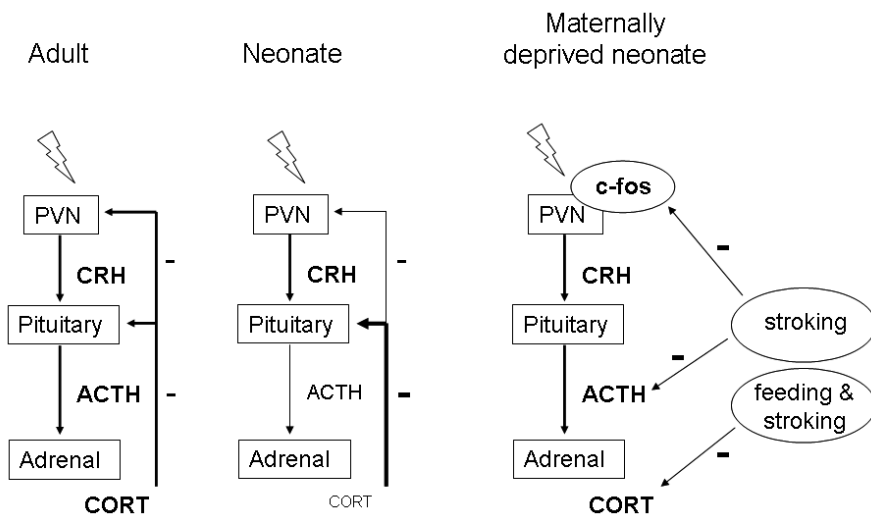 Adult
PVN
-
CRH
Pituitary
-
ACTH
Adrenal
CORT
Neonate
PVN
-
CRH
Pituitary
-
ACTH
Adrenal
CORT
Maternally
deprived neonate
c-fos
PVN
-
CRH
Pituitary
stroking
-
ACTH
feeding &
stroking
-
Adrenal
CORT